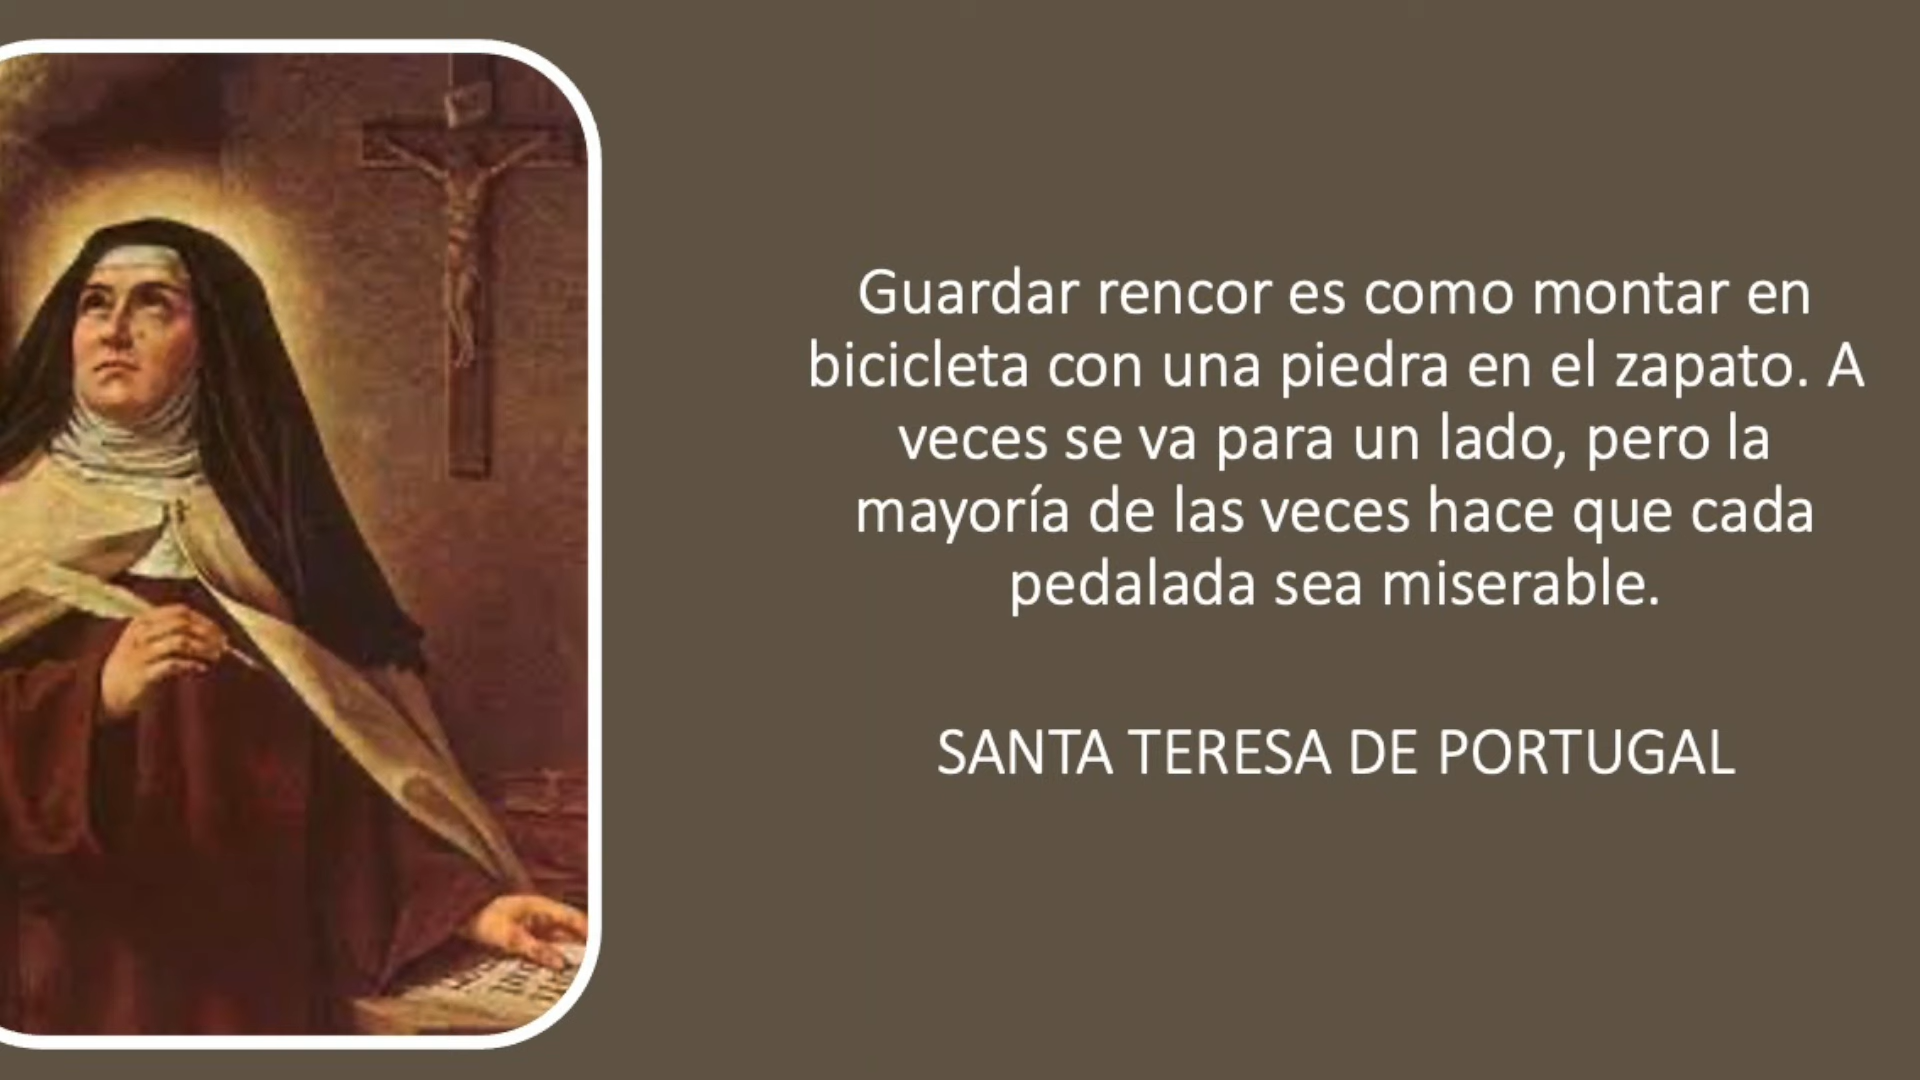 Guardar rencor es como montar en
bicicleta con una piedra en el zapato. A
veces se va para un lado, pero la
mayoría de las veces hace que cada
pedalada sea miserable.
SANTA TERESA DE PORTUGAL